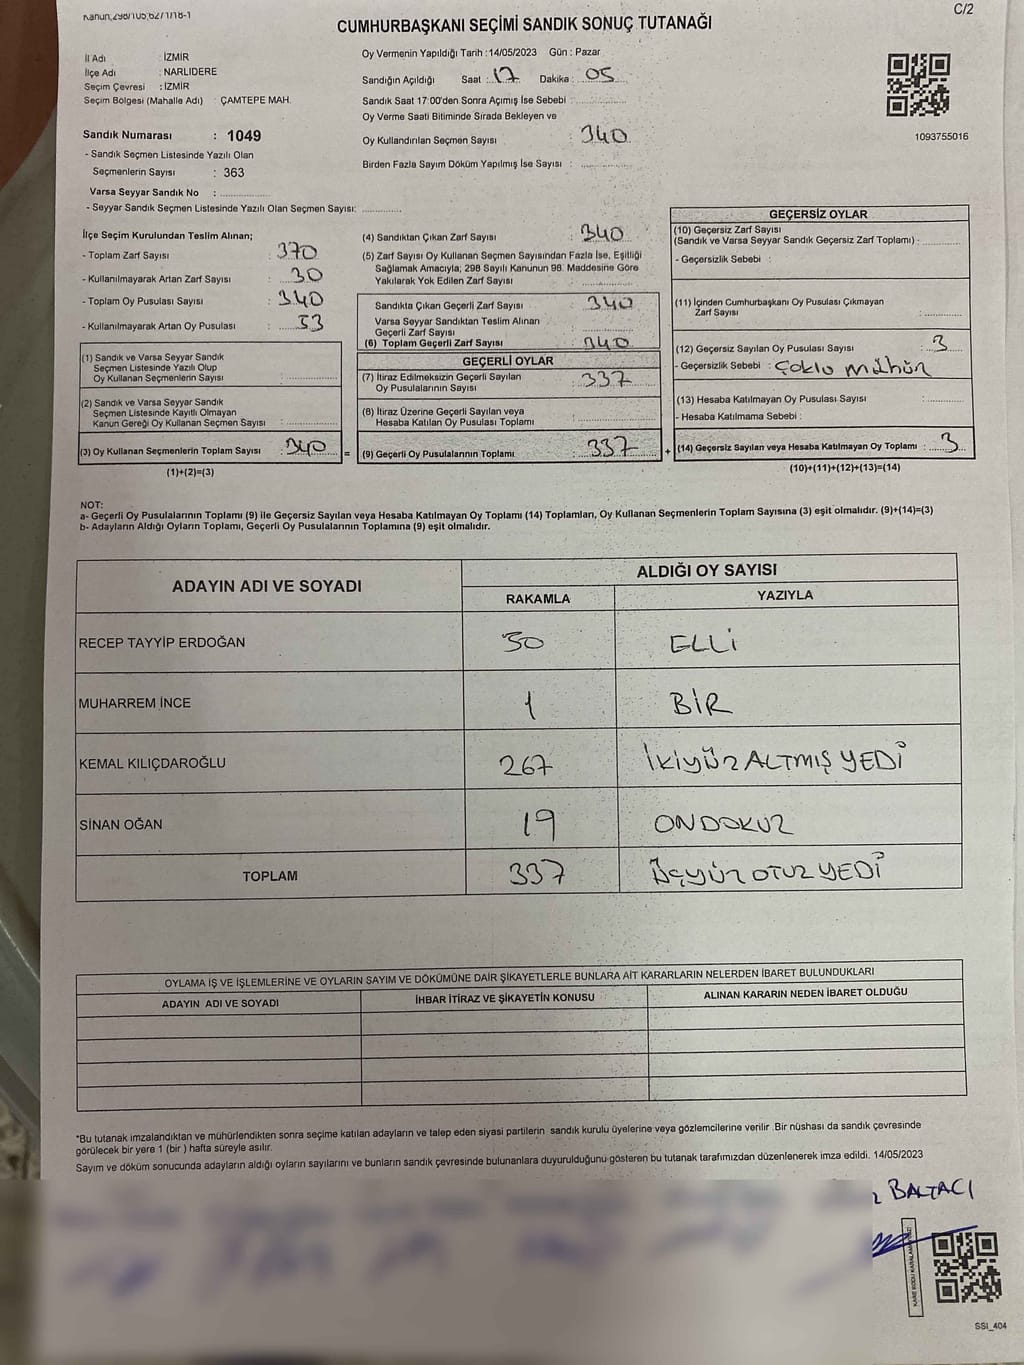 Kanun,298/105,62/1/18-1
C/2
CUMHURBAŞKANI SEÇİMİ SANDIK SONUÇ TUTANAĞI
İl Adı : İZMİR
İlçe Adı : NARLIDERE
Seçim Çevresi : İZMİR
Seçim Bölgesi (Mahalle Adı) : ÇAMTEPE MAH.
Oy Vermenin Yapıldığı Tarih :14/05/2023 Gün : Pazar
Sandığın Açıldığı Saat : 17 Dakika : 05
Sandık Saat 17:00'den Sonra Açımış İse Sebebi :
Oy Verme Saati Bitiminde Sırada Bekleyen ve
Oy Kullandırılan Seçmen Sayısı : 340
Birden Fazla Sayım Döküm Yapılmış İse Sayısı :
1093755016
Sandık Numarası : 1049
- Sandık Seçmen Listesinde Yazılı Olan
Seçmenlerin Sayısı : 363
Varsa Seyyar Sandık No :
- Seyyar Sandık Seçmen Listesinde Yazılı Olan Seçmen Sayısı:
İlçe Seçim Kurulundan Teslim Alınan;
- Toplam Zarf Sayısı : 370
- Kullanılmayarak Artan Zarf Sayısı : 30
- Toplam Oy Pusulası Sayısı : 340
- Kullanılmayarak Artan Oy Pusulası : 53
(1) Sandık ve Varsa Seyyar Sandık
Seçmen Listesinde Yazılı Olup
Oy Kullanan Seçmenlerin Sayısı :
(2) Sandık ve Varsa Seyyar Sandık
Seçmen Listesinde Kayıtlı Olmayan
Kanun Gereği Oy Kullanan Seçmen Sayısı :
(3) Oy Kullanan Seçmenlerin Toplam Sayısı : 340
(1)+(2)=(3)
=
(4) Sandıktan Çıkan Zarf Sayısı : 340
(5) Zarf Sayısı Oy Kullanan Seçmen Sayısından Fazla İse, Eşitliği
Sağlamak Amacıyla; 298 Sayılı Kanunun 98. Maddesine Göre
Yakılarak Yok Edilen Zarf Sayısı :
Sandıkta Çıkan Geçerli Zarf Sayısı : 340
Varsa Seyyar Sandıktan Teslim Alınan
Geçerli Zarf Sayısı :
(6) Toplam Geçerli Zarf Sayısı : 340
GEÇERLİ OYLAR
(7) İtiraz Edilmeksizin Geçerli Sayılan
Oy Pusulalarının Sayısı : 337
(8) İtiraz Üzerine Geçerli Sayılan veya
Hesaba Katılan Oy Pusulası Toplamı :
(9) Geçerli Oy Pusulalarının Toplamı : 337
+
GEÇERSİZ OYLAR
(10) Geçersiz Zarf Sayısı
(Sandık ve Varsa Seyyar Sandık Geçersiz Zarf Toplamı) :
- Geçersizlik Sebebi :
(11) İçinden Cumhurbaşkanı Oy Pusulası Çıkmayan
Zarf Sayısı :
(12) Geçersiz Sayılan Oy Pusulası Sayısı : 3
- Geçersizlik Sebebi : Çoklu mühür
(13) Hesaba Katılmayan Oy Pusulası Sayısı :
- Hesaba Katılmama Sebebi :
(14) Geçersiz Sayılan veya Hesaba Katılmayan Oy Toplamı : 3
(10)+(11)+(12)+(13)=(14)
NOT:
a- Geçerli Oy Pusulalarının Toplamı (9) ile Geçersiz Sayılan veya Hesaba Katılmayan Oy Toplamı (14) Toplamları, Oy Kullanan Seçmenlerin Toplam Sayısına (3) eşit olmalıdır. (9)+(14)=(3)
b- Adayların Aldığı Oyların Toplamı, Geçerli Oy Pusulalarının Toplamına (9) eşit olmalıdır.
ADAYIN ADI VE SOYADI
ALDIĞI OY SAYISI
RAKAMLA YAZIYLA
RECEP TAYYİP ERDOĞAN 50 ELLİ
MUHARREM İNCE 1 BİR
KEMAL KILIÇDAROĞLU 267 İKİYÜZ ALTMIŞ YEDİ
SİNAN OĞAN 19 ONDOKUZ
TOPLAM 337 ÜÇYÜZ OTUZ YEDİ
OYLAMA İŞ VE İŞLEMLERİNE VE OYLARIN SAYIM VE DÖKÜMÜNE DAİR ŞİKAYETLERLE BUNLARA AİT KARARLARIN NELERDEN İBARET BULUNDUKLARI
ADAYIN ADI VE SOYADI İHBAR İTİRAZ VE ŞİKAYETİN KONUSU ALINAN KARARIN NEDEN İBARET OLDUĞU
*Bu tutanak imzalandıktan ve mühürlendikten sonra seçime katılan adayların ve talep eden siyasi partilerin sandık kurulu üyelerine veya gözlemcilerine verilir .Bir nüshası da sandık çevresinde
görülecek bir yere 1 (bir ) hafta süreyle asılır.
Sayım ve döküm sonucunda adayların aldığı oyların sayılarını ve bunların sandık çevresinde bulunanlara duyurulduğunu gösteren bu tutanak tarafımızdan düzenlenerek imza edildi. 14/05/2023
BALTACI
SSI_404